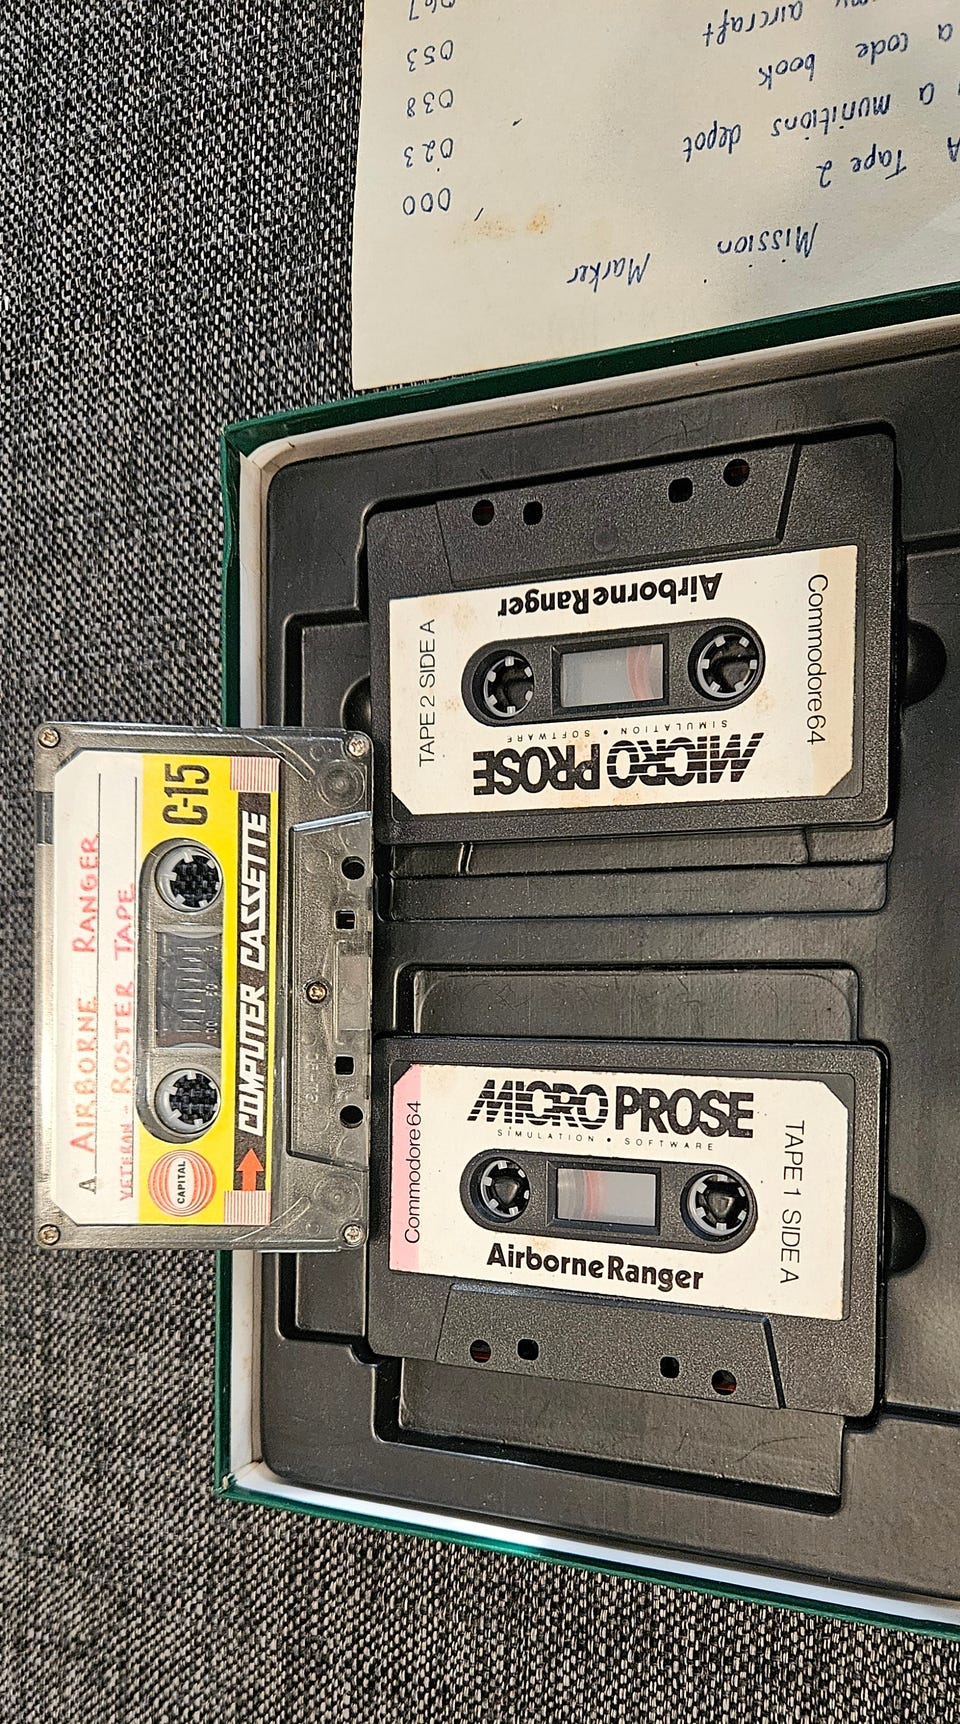 Mission Marker
Tape 2
a munitions depot 000
a code book 023
aircraft 038
053
067
Airborne Ranger
TAPE 2 SIDE A
Commodore 64
MICRO PROSE
SIMULATION • SOFTWARE
A AIRBORNE RANGER
VETERAN - ROSTER TAPE
C-15
CAPITAL
COMPUTER CASSETTE
Commodore 64
MICRO PROSE
SIMULATION • SOFTWARE
Airborne Ranger
TAPE 1 SIDE A